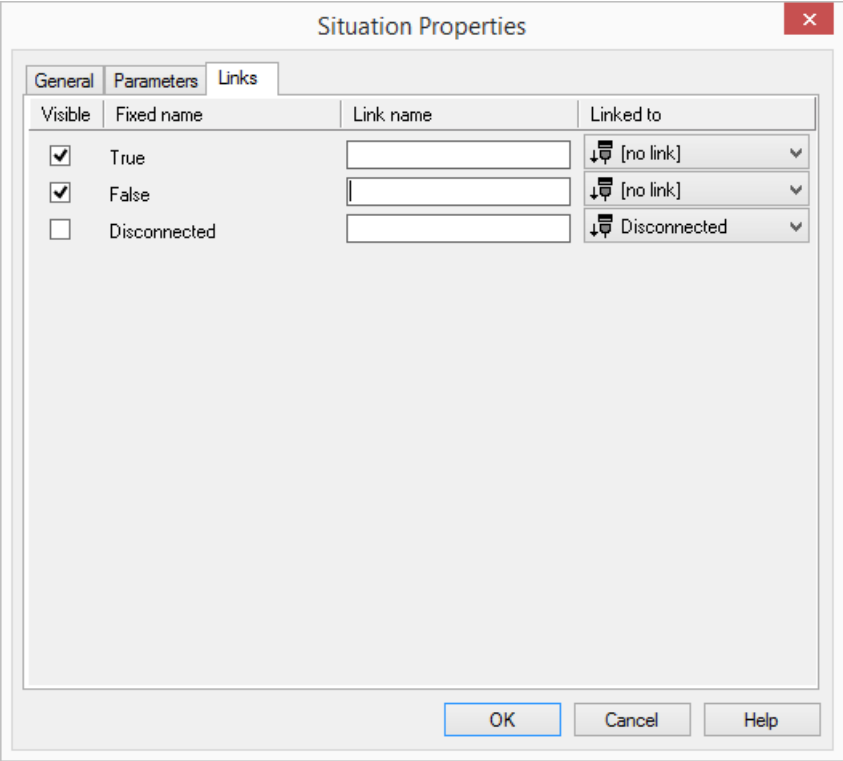 Situation Properties
General Parameters Links
Visible Fixed name Link name Linked to
True [no link]
False [no link]
Disconnected Disconnected
OK Cancel Help